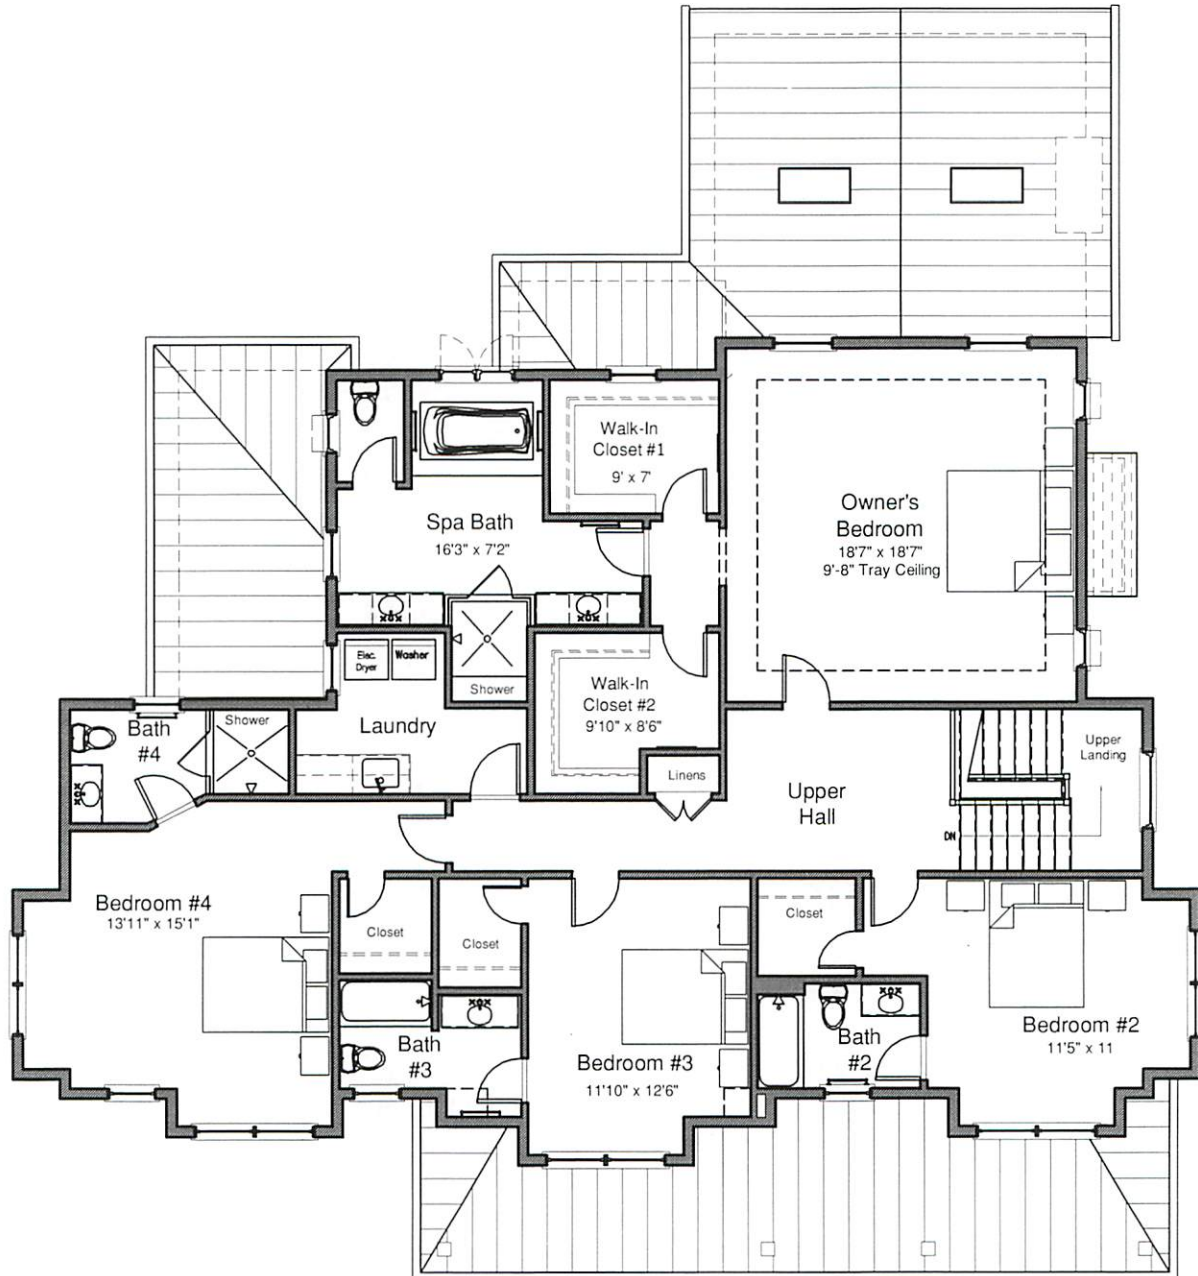 Walk-In
Closet #1
9' x 7'
Owner's
Bedroom
18'7" x 18'7"
9'-8" Tray Ceiling
Spa Bath
16'3" x 7'2"
Elec.
Dryer
Washer
Shower
Walk-In
Closet #2
9'10" x 8'6"
Laundry
Linens
Bath
#4
Shower
Upper
Landing
Upper
Hall
DN
Bedroom #4
13'11" x 15'1"
Closet
Closet
Closet
Bath
#3
Bedroom #3
11'10" x 12'6"
Bath
#2
Bedroom #2
11'5" x 11